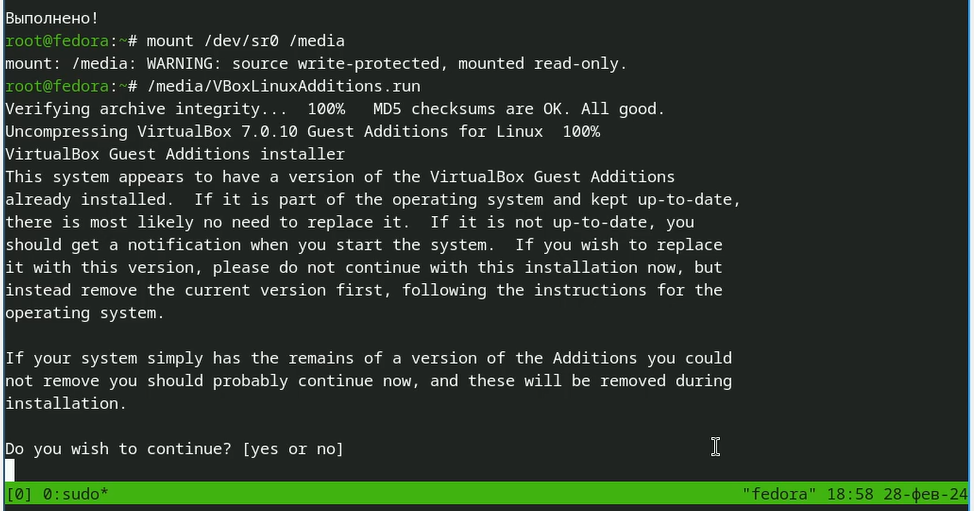 Выполнено!
root@fedora:~# mount /dev/sr0 /media
mount: /media: WARNING: source write-protected, mounted read-only.
root@fedora:~# /media/VBoxLinuxAdditions.run
Verifying archive integrity...  100%   MD5 checksums are OK. All good.
Uncompressing VirtualBox 7.0.10 Guest Additions for Linux  100%
VirtualBox Guest Additions installer
This system appears to have a version of the VirtualBox Guest Additions
already installed.  If it is part of the operating system and kept up-to-date,
there is most likely no need to replace it.  If it is not up-to-date, you
should get a notification when you start the system.  If you wish to replace
it with this version, please do not continue with this installation now, but
instead remove the current version first, following the instructions for the
operating system.

If your system simply has the remains of a version of the Additions you could
not remove you should probably continue now, and these will be removed during
installation.

Do you wish to continue? [yes or no]
[0] 0:sudo* "fedora" 18:58 28-фев-24